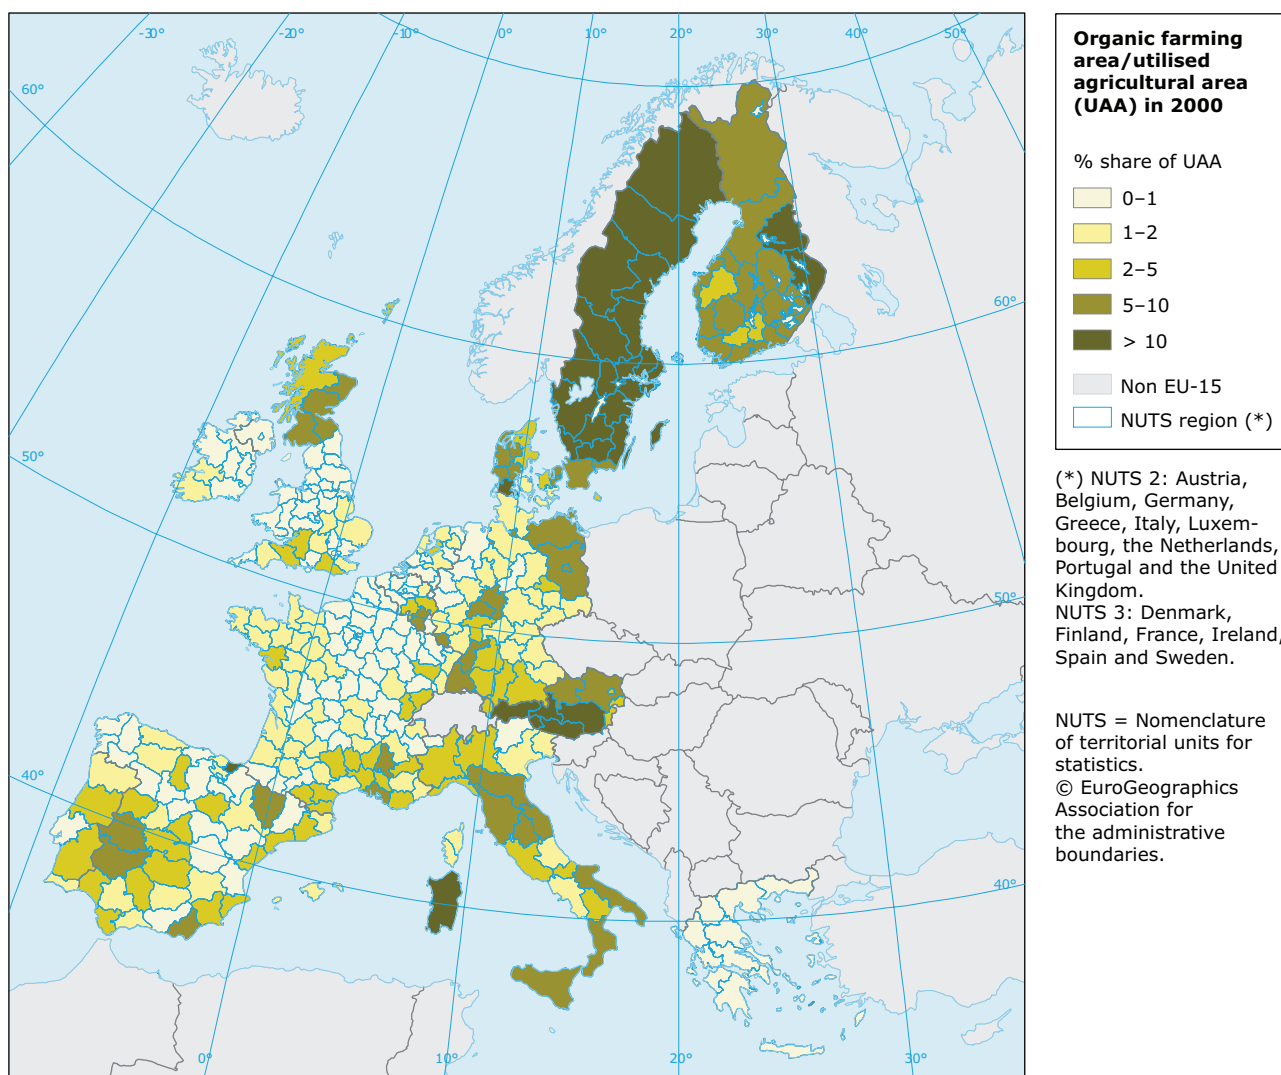 -30°
-20°
-10°
0°
10°
20°
30°
40°
50°
60°
60°
50°
50°
40°
40°
0°
10°
20°
30°
Organic farming
area/utilised
agricultural area
(UAA) in 2000
% share of UAA
0–1
1–2
2–5
5–10
> 10
Non EU-15
NUTS region (*)
(*) NUTS 2: Austria,
Belgium, Germany,
Greece, Italy, Luxem-
bourg, the Netherlands,
Portugal and the United
Kingdom.
NUTS 3: Denmark,
Finland, France, Ireland,
Spain and Sweden.
NUTS = Nomenclature
of territorial units for
statistics.
© EuroGeographics
Association for
the administrative
boundaries.